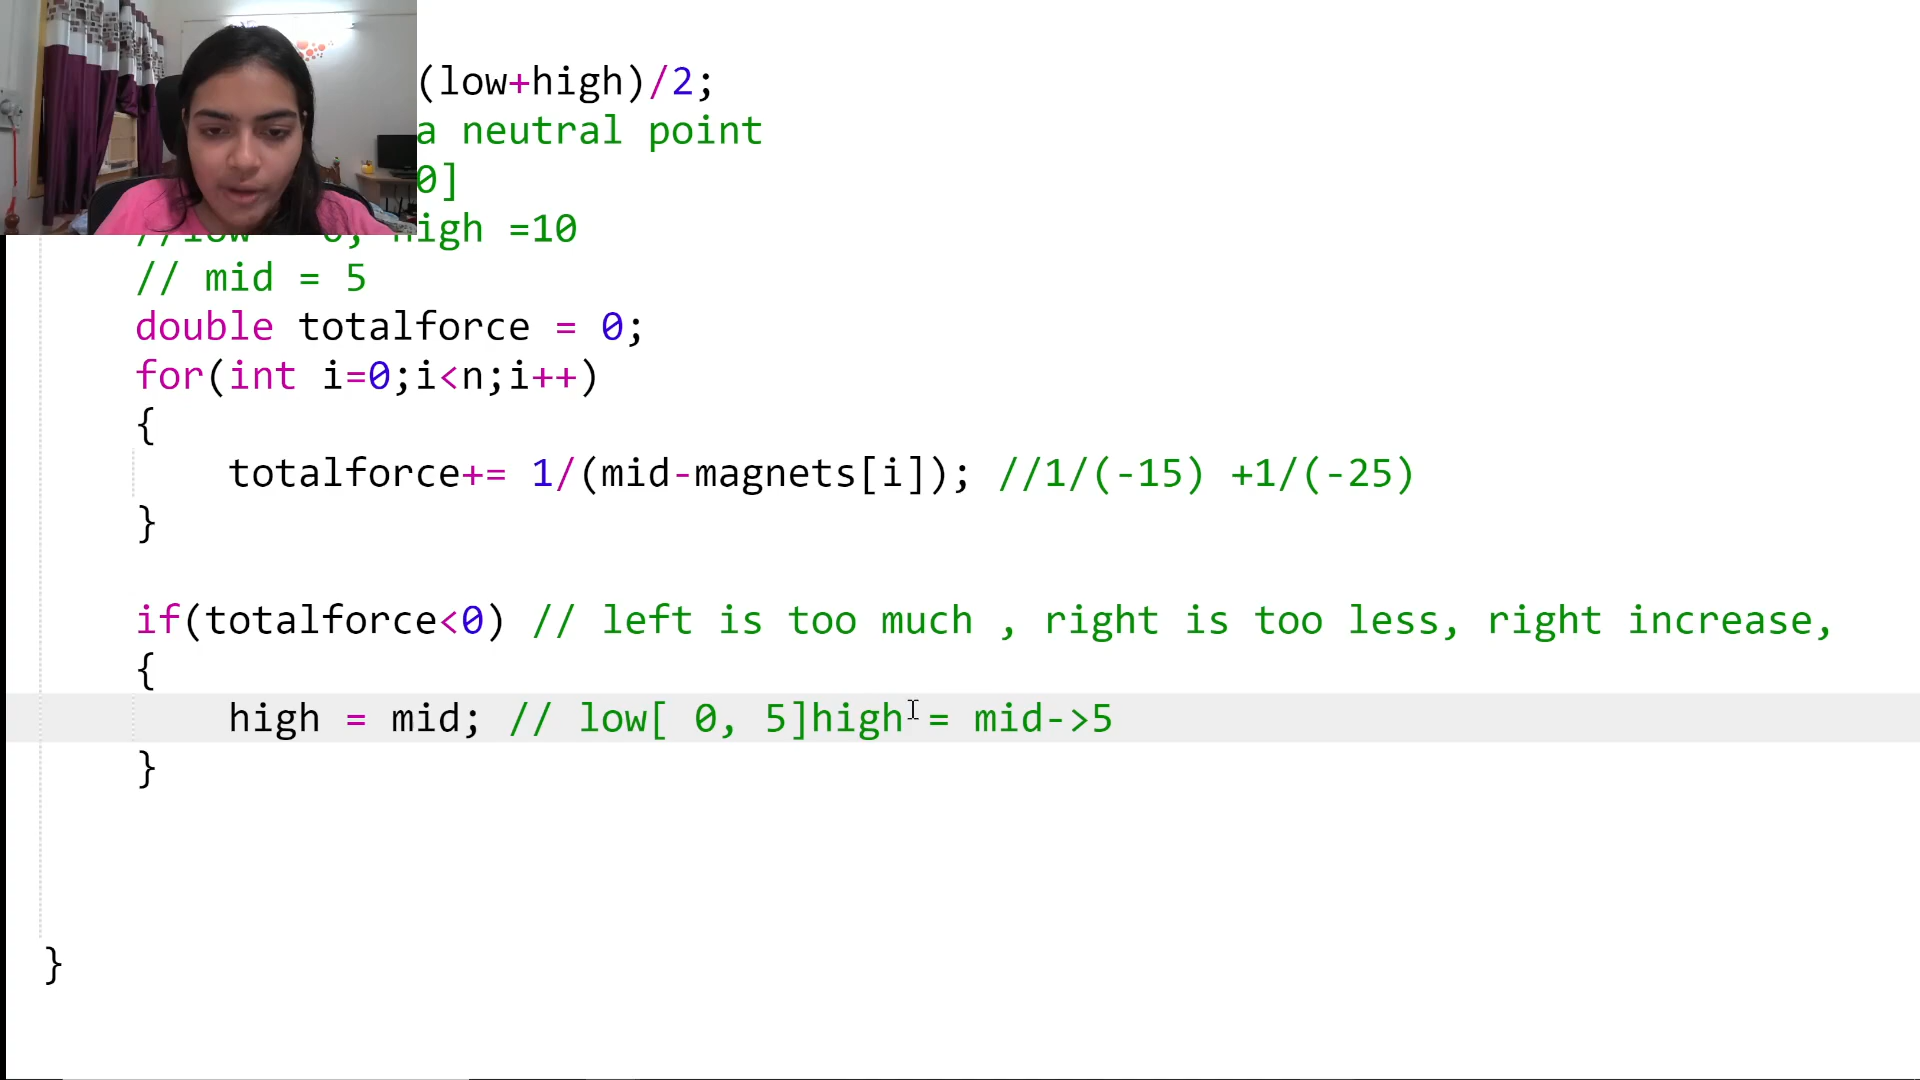 (low+high)/2;
a neutral point
0]
high =10
// mid = 5
double totalforce = 0;
for(int i=0;i<n;i++)
{
totalforce+= 1/(mid-magnets[i]); //1/(-15) +1/(-25)
}
if(totalforce<0) // left is too much , right is too less, right increase,
{
high = mid; // low[ 0, 5]high = mid->5
}
}